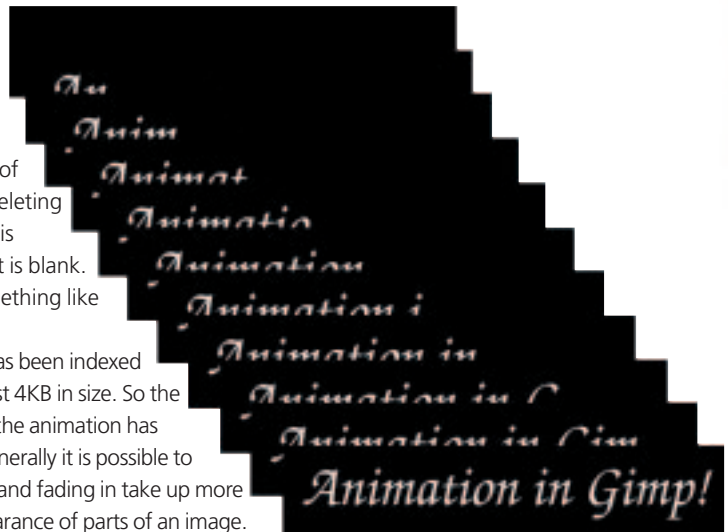 of
eleting
is
t is blank.
ething like
as been indexed
st 4KB in size. So the
the animation has
nerally it is possible to
and fading in take up more
arance of parts of an image.
An
Anim
Animat
Animatio
Animation
Animation i
Animation in
Animation in G
Animation in Gim
Animation in Gimp!